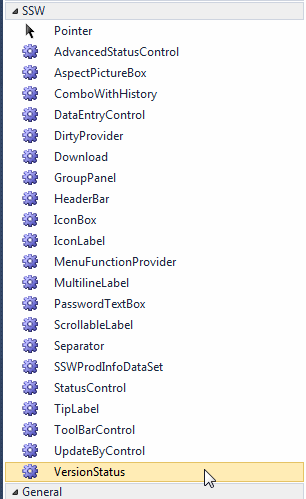 SSW
Pointer
AdvancedStatusControl
AspectPictureBox
ComboWithHistory
DataEntryControl
DirtyProvider
Download
GroupPanel
HeaderBar
IconBox
IconLabel
MenuFunctionProvider
MultilineLabel
PasswordTextBox
ScrollableLabel
Separator
SSWProdInfoDataSet
StatusControl
TipLabel
ToolBarControl
UpdateByControl
VersionStatus
General